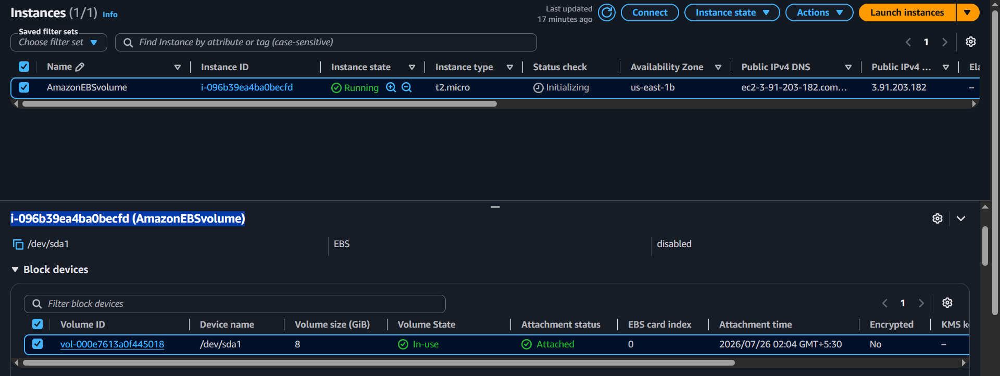 Instances (1/1) Info
Last updated
17 minutes ago
Connect
Instance state
Actions
Launch instances
Saved filter sets
Choose filter set
Find Instance by attribute or tag (case-sensitive)
1
Name Instance ID Instance state Instance type Status check Availability Zone Public IPv4 DNS Public IPv4 ... Ela
AmazonEBSvolume i-096b39ea4ba0becfd Running t2.micro Initializing us-east-1b ec2-3-91-203-182.com... 3.91.203.182 –
i-096b39ea4ba0becfd (AmazonEBSvolume)
/dev/sda1 EBS disabled
Block devices
Filter block devices
1
Volume ID Device name Volume size (GiB) Volume State Attachment status EBS card index Attachment time Encrypted KMS ke
vol-000e7613a0f445018 /dev/sda1 8 In-use Attached 0 2026/07/26 02:04 GMT+5:30 No –